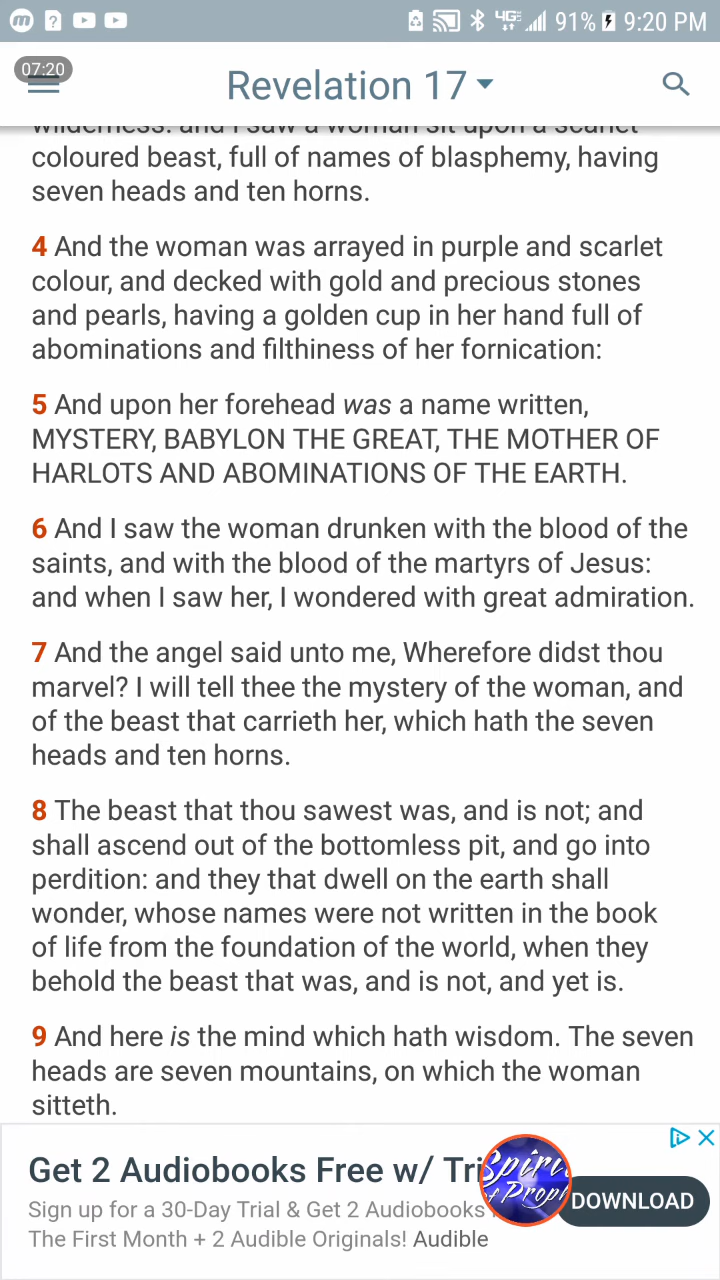 91% 9:20 PM
07:20
Revelation 17
wilderness: and I saw a woman sit upon a scarlet
coloured beast, full of names of blasphemy, having
seven heads and ten horns.
4 And the woman was arrayed in purple and scarlet
colour, and decked with gold and precious stones
and pearls, having a golden cup in her hand full of
abominations and filthiness of her fornication:
5 And upon her forehead was a name written,
MYSTERY, BABYLON THE GREAT, THE MOTHER OF
HARLOTS AND ABOMINATIONS OF THE EARTH.
6 And I saw the woman drunken with the blood of the
saints, and with the blood of the martyrs of Jesus:
and when I saw her, I wondered with great admiration.
7 And the angel said unto me, Wherefore didst thou
marvel? I will tell thee the mystery of the woman, and
of the beast that carrieth her, which hath the seven
heads and ten horns.
8 The beast that thou sawest was, and is not; and
shall ascend out of the bottomless pit, and go into
perdition: and they that dwell on the earth shall
wonder, whose names were not written in the book
of life from the foundation of the world, when they
behold the beast that was, and is not, and yet is.
9 And here is the mind which hath wisdom. The seven
heads are seven mountains, on which the woman
sitteth.
Get 2 Audiobooks Free w/ Tri
Sign up for a 30-Day Trial & Get 2 Audiobooks
The First Month + 2 Audible Originals! Audible
Spiri
of Proph
DOWNLOAD